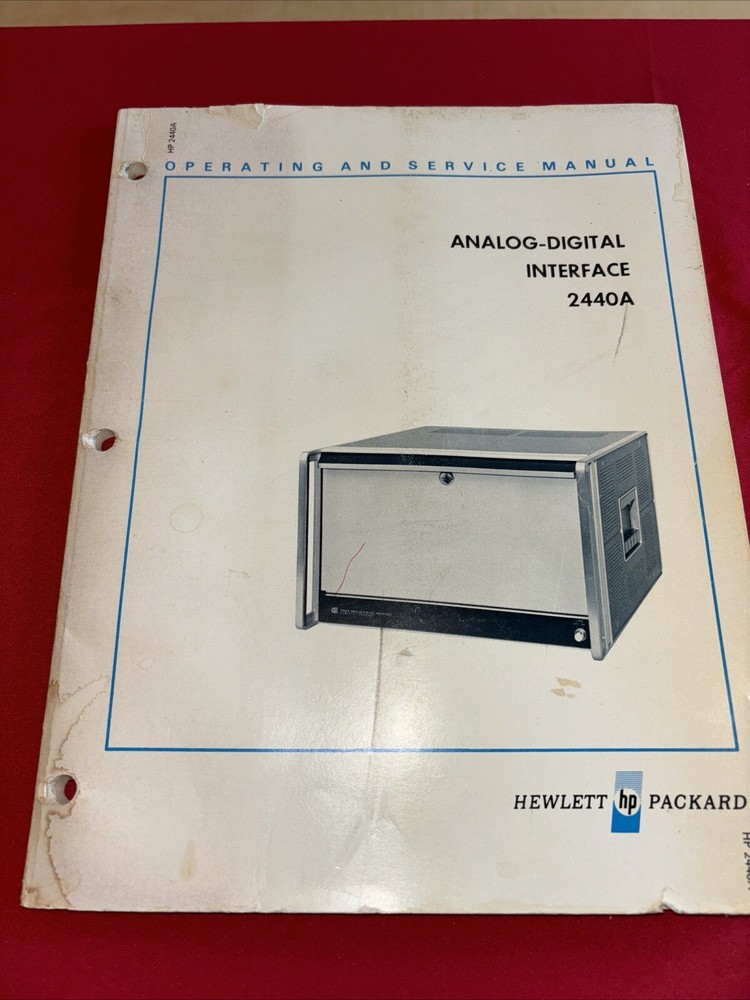 HP 2440A
OPERATING AND SERVICE MANUAL
ANALOG-DIGITAL
INTERFACE
2440A
HEWLETT hp PACKARD